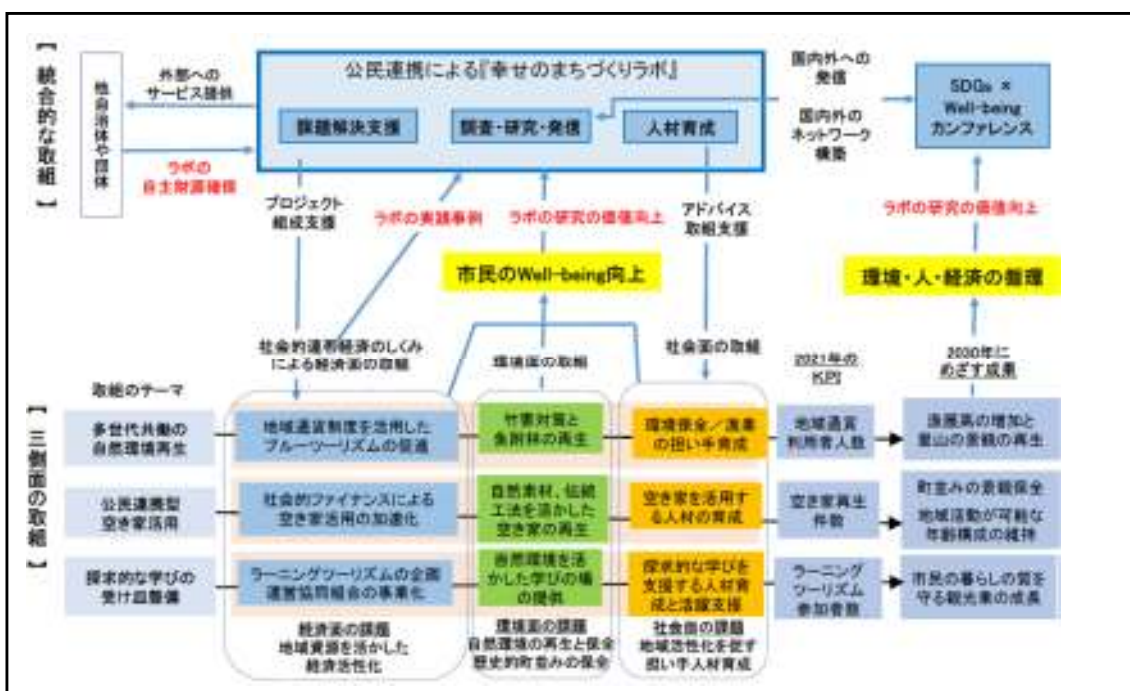 【統合的な取組】
他自治体や団体
外部への
サービス提供
ラボの
自主財源確保
公民連携による『幸せのまちづくりラボ』
課題解決支援
調査・研究・発信
人材育成
国内外への
発信
国内外の
ネットワーク
構築
SDGs ×
Well-being
カンファレンス
プロジェクト
組成支援
ラボの実践事例
ラボの研究の価値向上
アドバイス
取組支援
ラボの研究の価値向上
市民のWell-being向上
環境・人・経済の循環
【三側面の取組】
取組のテーマ
社会的連帯経済のしくみ
による経済面の取組
環境面の取組
社会面の取組
2021年の
KPI
2030年に
めざす成果
多世代共働の
自然環境再生
地域通貨制度を活用した
ブルーツーリズムの促進
竹害対策と
魚附林の再生
環境保全／漁業
の担い手育成
地域通貨
利用者人数
漁獲高の増加と
里山の景観の再生
公民連携型
空き家活用
社会的ファイナンスによる
空き家活用の加速化
自然素材、伝統
工法を活かした
空き家の再生
空き家を活用す
る人材の育成
空き家再生
件数
町並みの景観保全
地域活動が可能な
年齢構成の維持
探求的な学びの
受け皿整備
ラーニングツーリズムの企画
運営協同組合の事業化
自然環境を活
かした学びの場
の提供
探求的な学びを
支援する人材育
成と活躍支援
ラーニング
ツーリズム
参加者数
市民の暮らしの質を
守る観光業の成長
経済面の課題
地域資源を活かした
経済活性化
環境面の課題
自然環境の再生と保全
歴史的町並みの保全
社会面の課題
地域活性化を促す
担い手人材育成